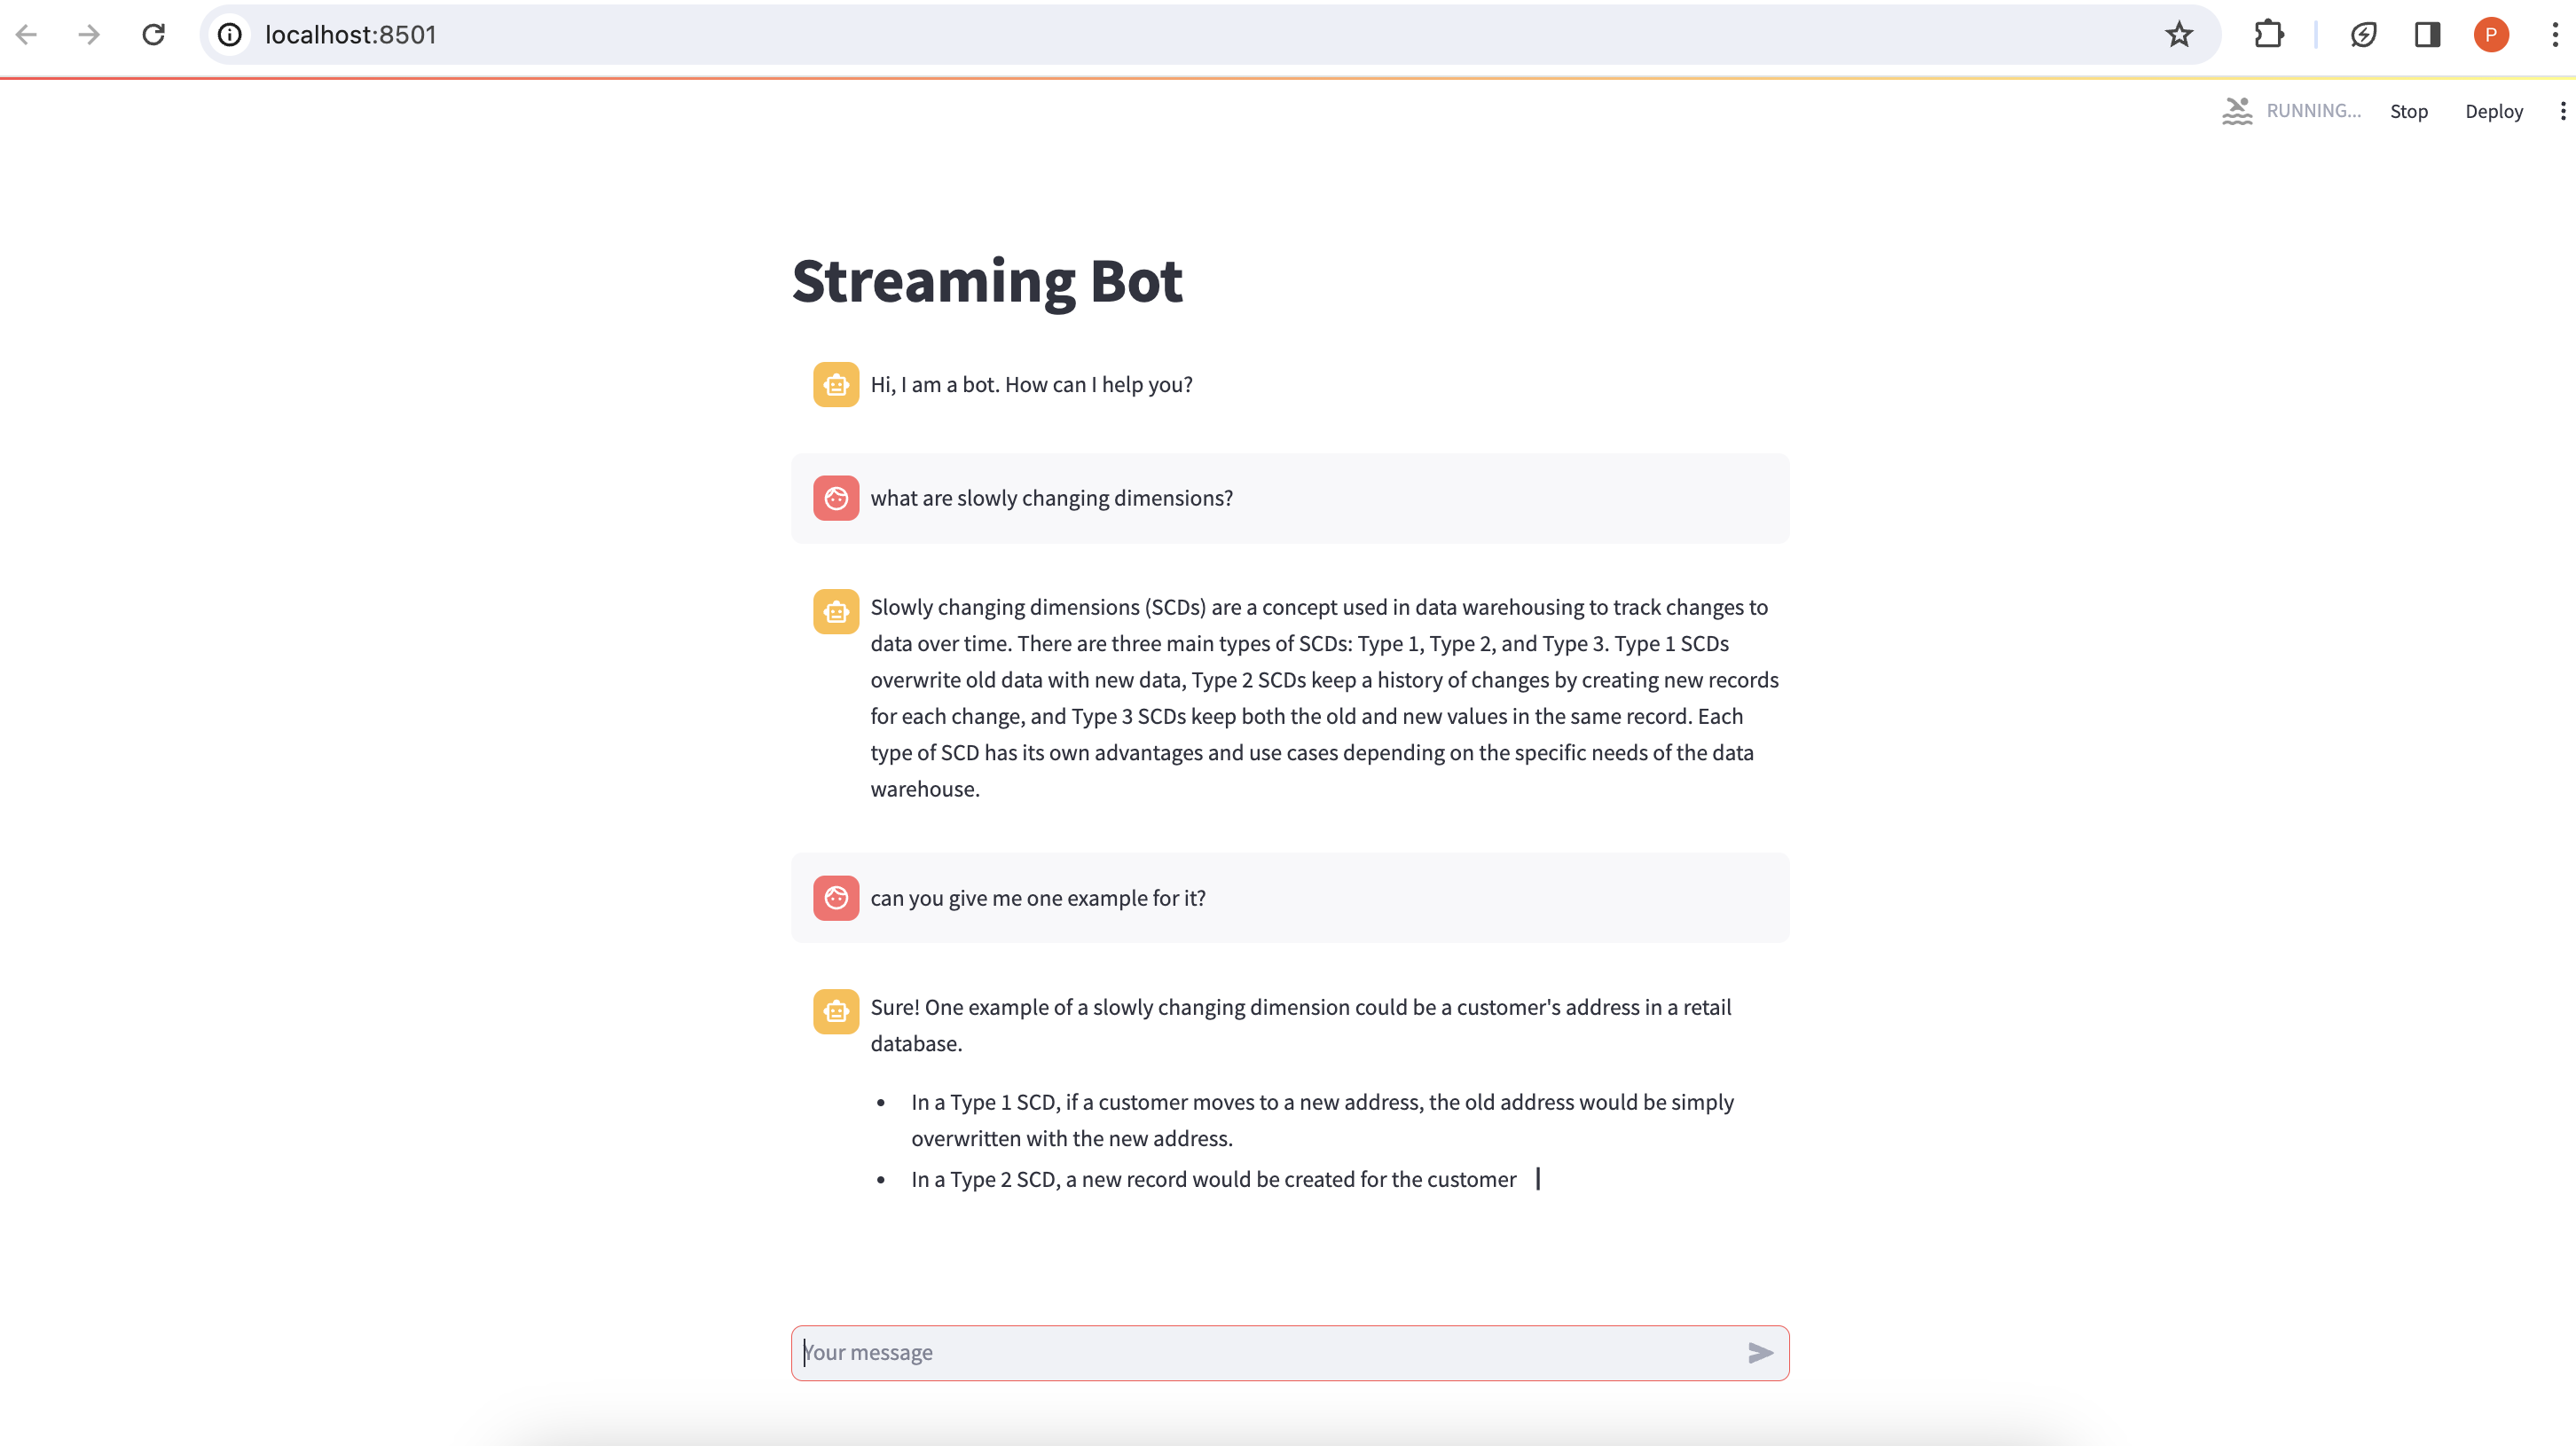 localhost:8501
P
RUNNING...
Stop
Deploy
Streaming Bot
Hi, I am a bot. How can I help you?
what are slowly changing dimensions?
Slowly changing dimensions (SCDs) are a concept used in data warehousing to track changes to
data over time. There are three main types of SCDs: Type 1, Type 2, and Type 3. Type 1 SCDs
overwrite old data with new data, Type 2 SCDs keep a history of changes by creating new records
for each change, and Type 3 SCDs keep both the old and new values in the same record. Each
type of SCD has its own advantages and use cases depending on the specific needs of the data
warehouse.
can you give me one example for it?
Sure! One example of a slowly changing dimension could be a customer's address in a retail
database.
• In a Type 1 SCD, if a customer moves to a new address, the old address would be simply
overwritten with the new address.
• In a Type 2 SCD, a new record would be created for the customer
Your message